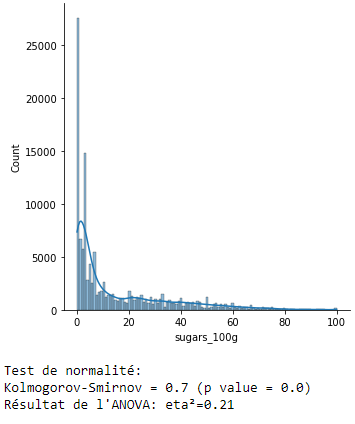 25000
20000
15000
10000
5000
0
Count
0 20 40 60 80 100
sugars_100g
Test de normalité:
Kolmogorov-Smirnov = 0.7 (p value = 0.0)
Résultat de l'ANOVA: eta²=0.21